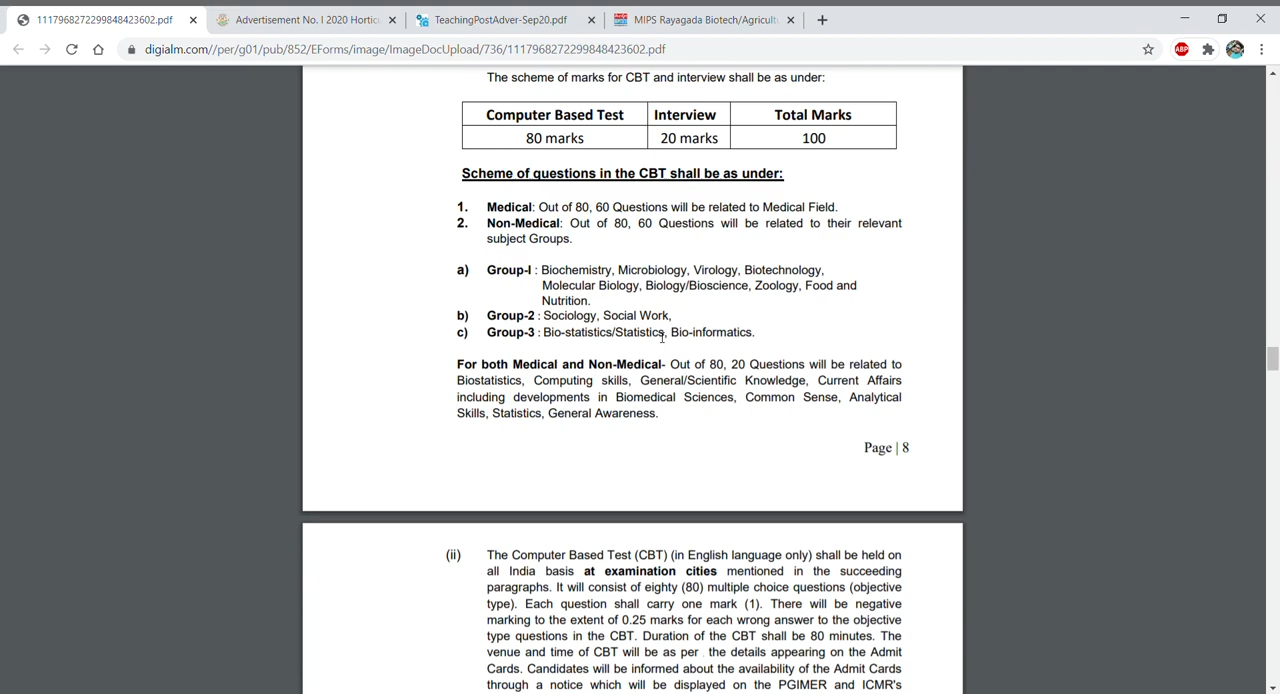 1117968272299848423602.pdf
Advertisement No. I 2020 Hortic
TeachingPostAdver-Sep20.pdf
MIPS Rayagada Biotech/Agricult
digialm.com//per/g01/pub/852/EForms/image/ImageDocUpload/736/1117968272299848423602.pdf
ABP
The scheme of marks for CBT and interview shall be as under:
Computer Based Test Interview Total Marks
80 marks 20 marks 100
Scheme of questions in the CBT shall be as under:
1. Medical: Out of 80, 60 Questions will be related to Medical Field.
2. Non-Medical: Out of 80, 60 Questions will be related to their relevant
subject Groups.
a) Group-I : Biochemistry, Microbiology, Virology, Biotechnology,
Molecular Biology, Biology/Bioscience, Zoology, Food and
Nutrition.
b) Group-2 : Sociology, Social Work,
c) Group-3 : Bio-statistics/Statistics, Bio-informatics.
For both Medical and Non-Medical- Out of 80, 20 Questions will be related to
Biostatistics, Computing skills, General/Scientific Knowledge, Current Affairs
including developments in Biomedical Sciences, Common Sense, Analytical
Skills, Statistics, General Awareness.
Page | 8
(ii) The Computer Based Test (CBT) (in English language only) shall be held on
all India basis at examination cities mentioned in the succeeding
paragraphs. It will consist of eighty (80) multiple choice questions (objective
type). Each question shall carry one mark (1). There will be negative
marking to the extent of 0.25 marks for each wrong answer to the objective
type questions in the CBT. Duration of the CBT shall be 80 minutes. The
venue and time of CBT will be as per . the details appearing on the Admit
Cards. Candidates will be informed about the availability of the Admit Cards
through a notice which will be displayed on the PGIMER and ICMR's